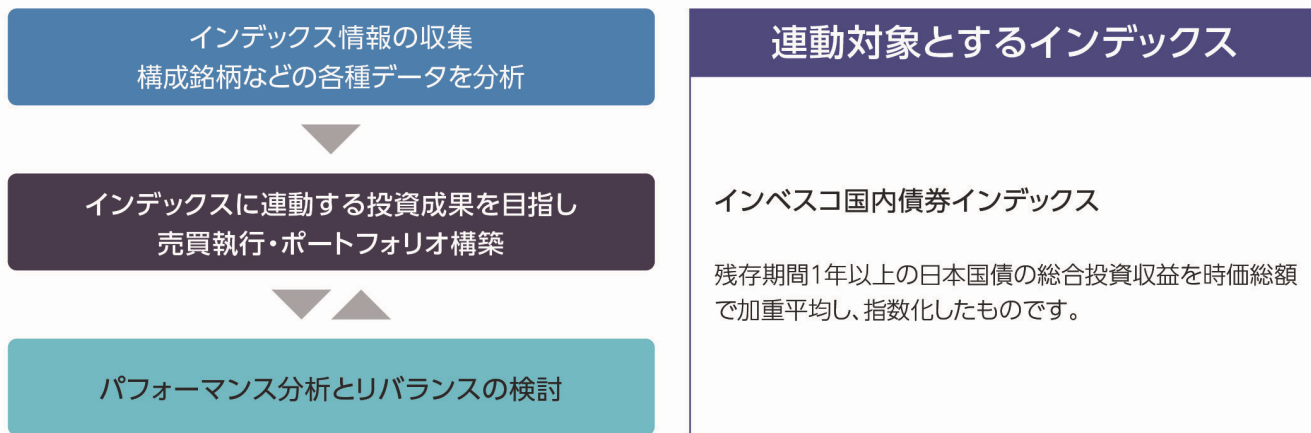 インデックス情報の収集
構成銘柄などの各種データを分析
インデックスに連動する投資成果を目指し
売買執行・ポートフォリオ構築
パフォーマンス分析とリバランスの検討
連動対象とするインデックス
インベスコ国内債券インデックス
残存期間1年以上の日本国債の総合投資収益を時価総額
で加重平均し、指数化したものです。